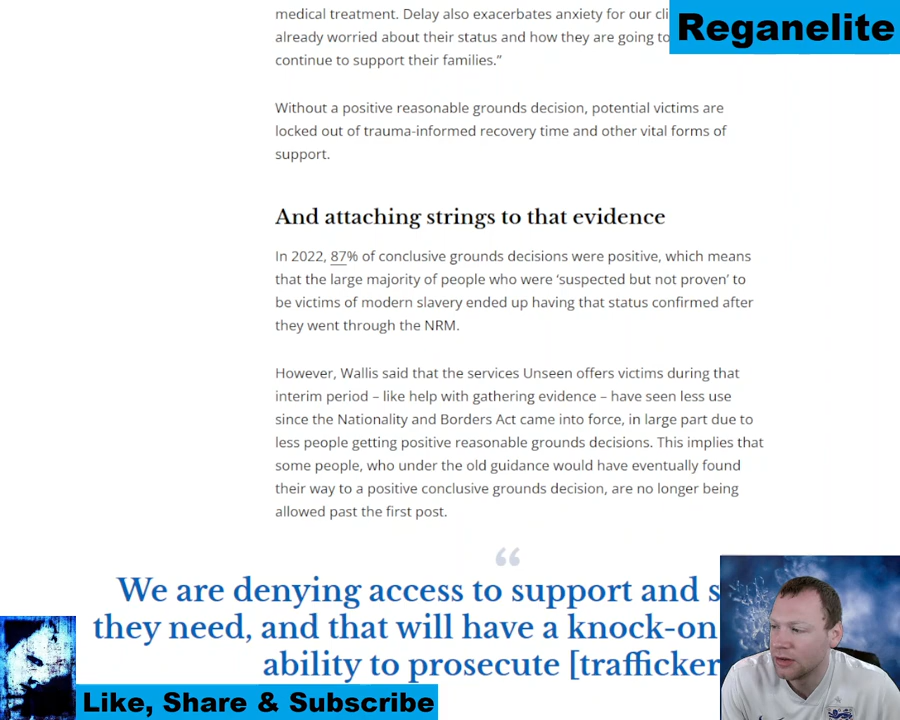 medical treatment. Delay also exacerbates anxiety for our
already worried about their status and how they are going to
continue to support their families.”
Reganelite
Without a positive reasonable grounds decision, potential victims are
locked out of trauma-informed recovery time and other vital forms of
support.
And attaching strings to that evidence
In 2022, 87% of conclusive grounds decisions were positive, which means
that the large majority of people who were ‘suspected but not proven’ to
be victims of modern slavery ended up having that status confirmed after
they went through the NRM.
However, Wallis said that the services Unseen offers victims during that
interim period – like help with gathering evidence – have seen less use
since the Nationality and Borders Act came into force, in large part due to
less people getting positive reasonable grounds decisions. This implies that
some people, who under the old guidance would have eventually found
their way to a positive conclusive grounds decision, are no longer being
allowed past the first post.
“
We are denying access to support and
they need, and that will have a knock-on
ability to prosecute [trafficker
Like, Share & Subscribe